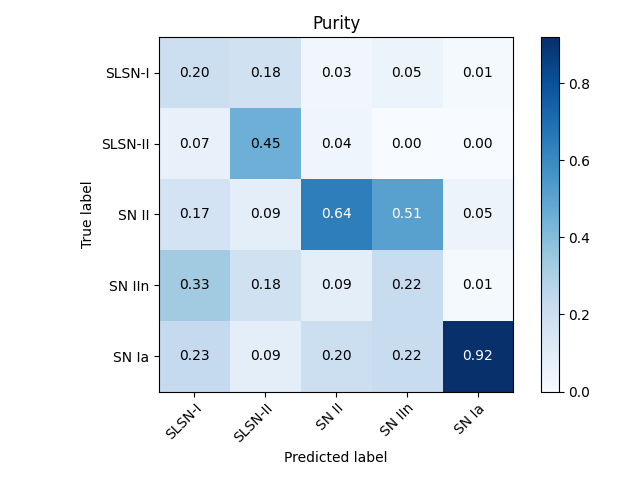 Purity
SLSN-I 0.20 0.18 0.03 0.05 0.01
SLSN-II 0.07 0.45 0.04 0.00 0.00
SN II 0.17 0.09 0.64 0.51 0.05
SN IIn 0.33 0.18 0.09 0.22 0.01
SN Ia 0.23 0.09 0.20 0.22 0.92
SLSN-I SLSN-II SN II SN IIn SN Ia
Predicted label
True label
0.8
0.6
0.4
0.2
0.0